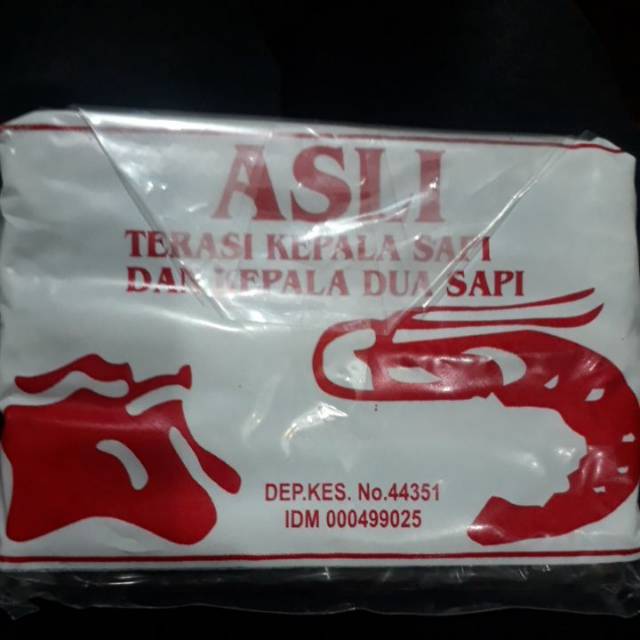 ASLI
TERASI KEPALA SAPI
DAN KEPALA DUA SAPI
DEP.KES. No.44351
IDM 000499025